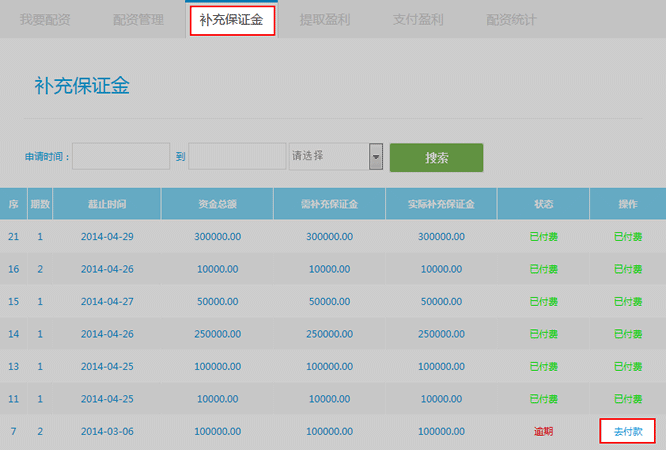 我要配资 配资管理 补充保证金 提取盈利 支付盈利 配资统计
补充保证金
申请时间： 到 请选择 搜索
序 期数 截止时间 资金总额 需补充保证金 实际补充保证金 状态 操作
21 1 2014-04-29 300000.00 300000.00 300000.00 已付费 已付费
16 2 2014-04-26 10000.00 10000.00 10000.00 已付费 已付费
15 1 2014-04-27 50000.00 50000.00 50000.00 已付费 已付费
14 1 2014-04-26 250000.00 250000.00 250000.00 已付费 已付费
13 1 2014-04-25 100000.00 100000.00 100000.00 已付费 已付费
11 1 2014-04-25 10000.00 10000.00 10000.00 已付费 已付费
7 2 2014-03-06 100000.00 100000.00 100000.00 逾期 去付款